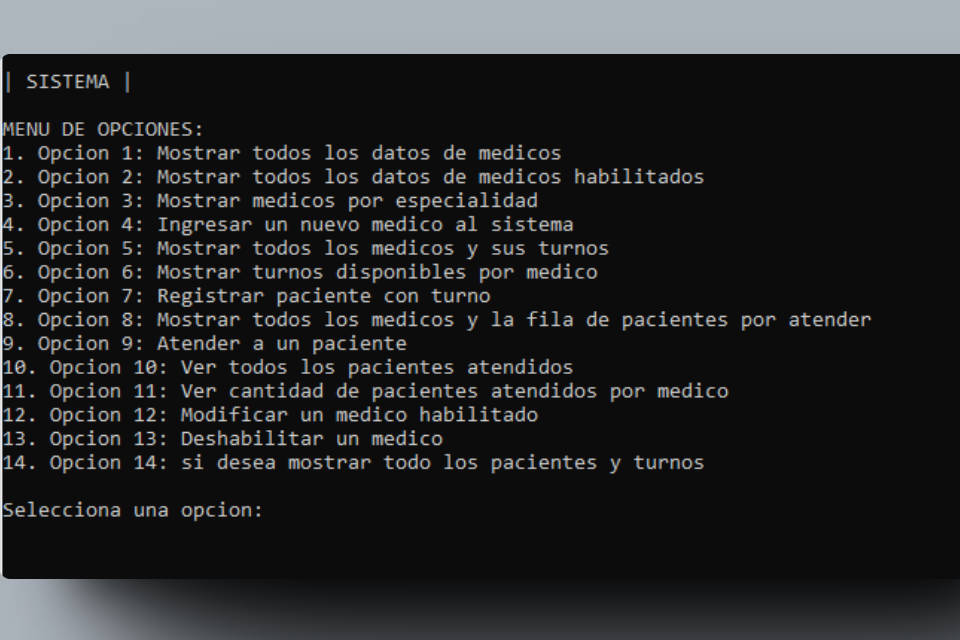 | SISTEMA |
MENU DE OPCIONES:
1. Opcion 1: Mostrar todos los datos de medicos
2. Opcion 2: Mostrar todos los datos de medicos habilitados
3. Opcion 3: Mostrar medicos por especialidad
4. Opcion 4: Ingresar un nuevo medico al sistema
5. Opcion 5: Mostrar todos los medicos y sus turnos
6. Opcion 6: Mostrar turnos disponibles por medico
7. Opcion 7: Registrar paciente con turno
8. Opcion 8: Mostrar todos los medicos y la fila de pacientes por atender
9. Opcion 9: Atender a un paciente
10. Opcion 10: Ver todos los pacientes atendidos
11. Opcion 11: Ver cantidad de pacientes atendidos por medico
12. Opcion 12: Modificar un medico habilitado
13. Opcion 13: Deshabilitar un medico
14. Opcion 14: si desea mostrar todo los pacientes y turnos
Selecciona una opcion: